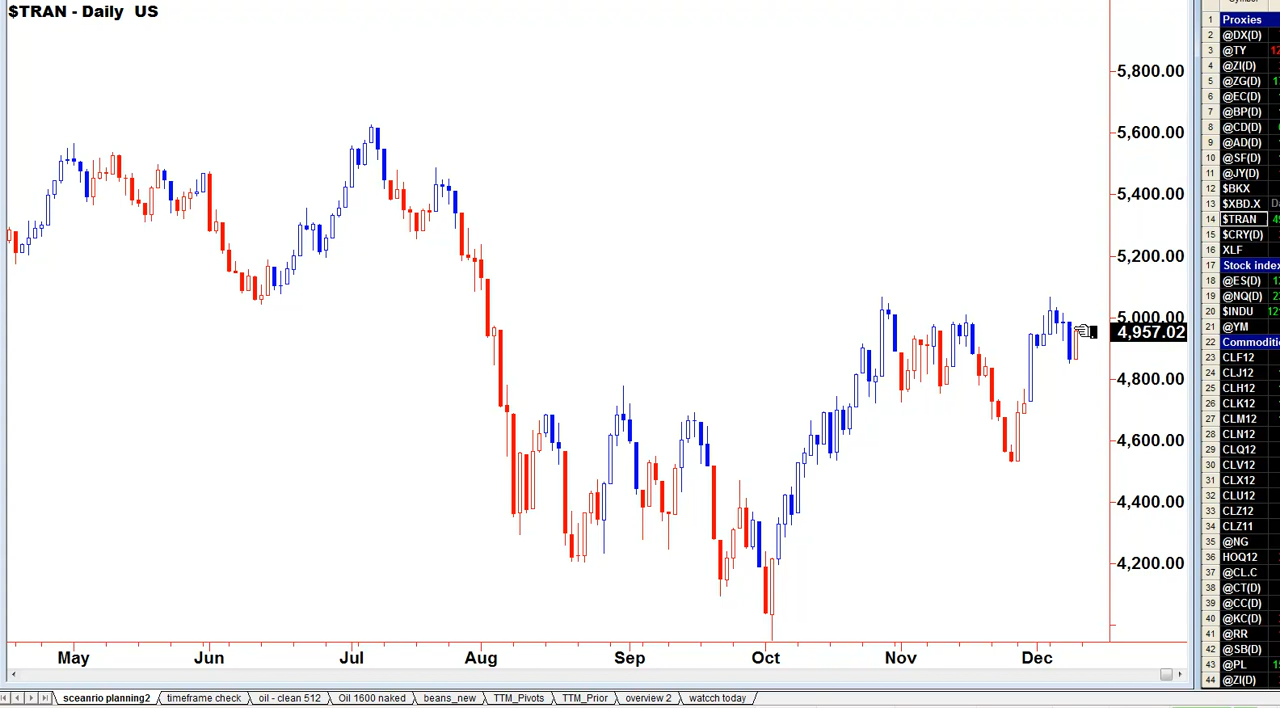 $TRAN - Daily US
5,800.00
5,600.00
5,400.00
5,200.00
5,000.00
4,957.02
4,800.00
4,600.00
4,400.00
4,200.00
May Jun Jul Aug Sep Oct Nov Dec
sceanrio planning2 timeframe check oil - clean 512 Oil 1600 naked beans_new TTM_Pivots TTM_Prior overview 2 watch today
1 Proxies
2 @DX(D)
3 @TY
4 @ZI(D)
5 @ZG(D)
6 @EC(D)
7 @BP(D)
8 @CD(D)
9 @AD(D)
10 @SF(D)
11 @JY(D)
12 $BKX
13 $XBD.X
14 $TRAN
15 $CRY(D)
16 XLF
17 Stock index
18 @ES(D)
19 @NQ(D)
20 $INDU
21 @YM
22 Commoditi
23 CLF12
24 CLJ12
25 CLH12
26 CLK12
27 CLM12
28 CLN12
29 CLQ12
30 CLV12
31 CLX12
32 CLU12
33 CLZ12
34 CLZ11
35 @NG
36 HOQ12
37 @CL.C
38 @CT(D)
39 @CC(D)
40 @KC(D)
41 @RR
42 @SB(D)
43 @PL
44 @ZI(D)